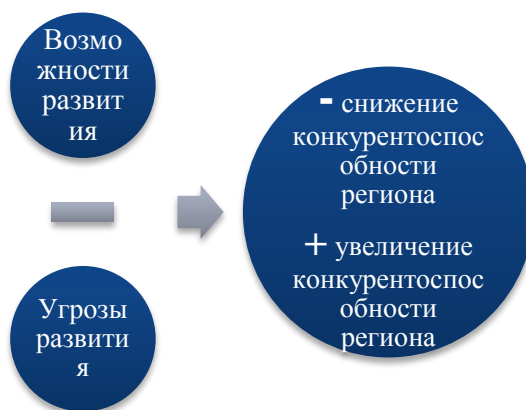 Возмо
жности
развит
ия
Угрозы
развити
я
- снижение
конкурентоспос
обности
региона
+ увеличение
конкурентоспос
обности
региона